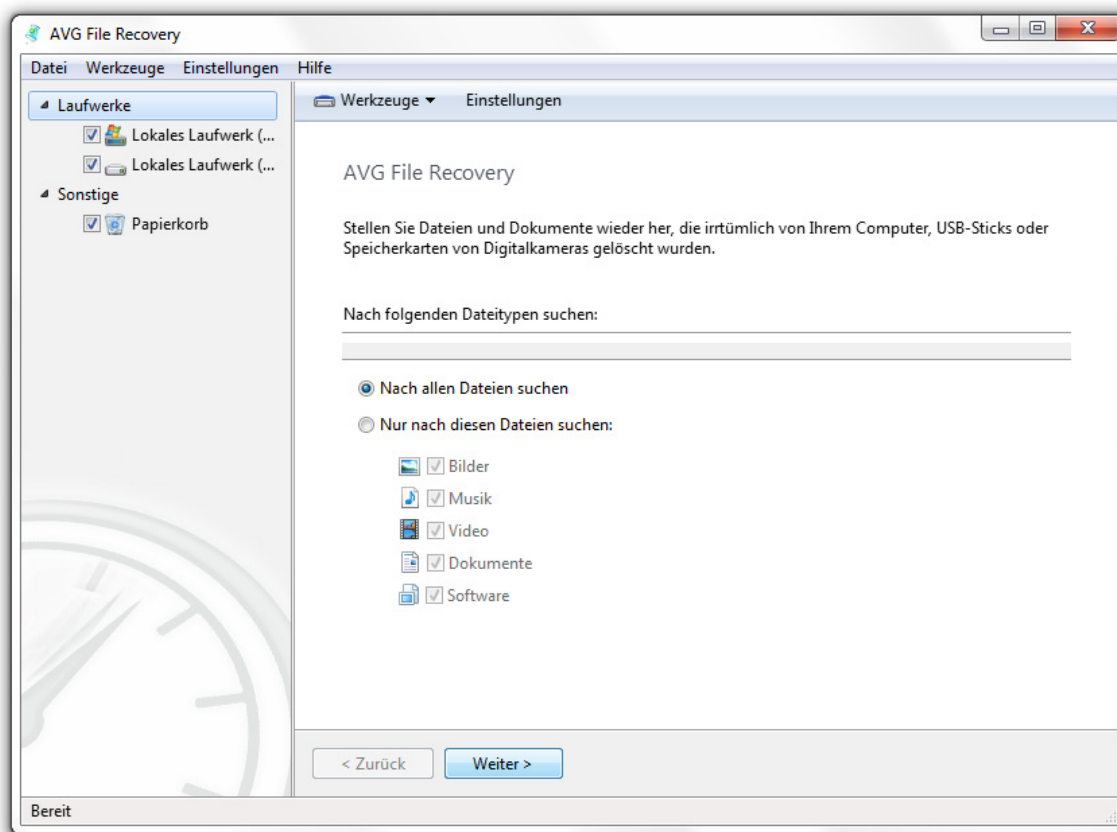 AVG File Recovery
Datei Werkzeuge Einstellungen Hilfe
Laufwerke
Lokales Laufwerk (...
Lokales Laufwerk (...
Sonstige
Papierkorb
Werkzeuge Einstellungen
AVG File Recovery
Stellen Sie Dateien und Dokumente wieder her, die irrtümlich von Ihrem Computer, USB-Sticks oder
Speicherkarten von Digitalkameras gelöscht wurden.
Nach folgenden Dateitypen suchen:
Nach allen Dateien suchen
Nur nach diesen Dateien suchen:
Bilder
Musik
Video
Dokumente
Software
< Zurück Weiter >
Bereit